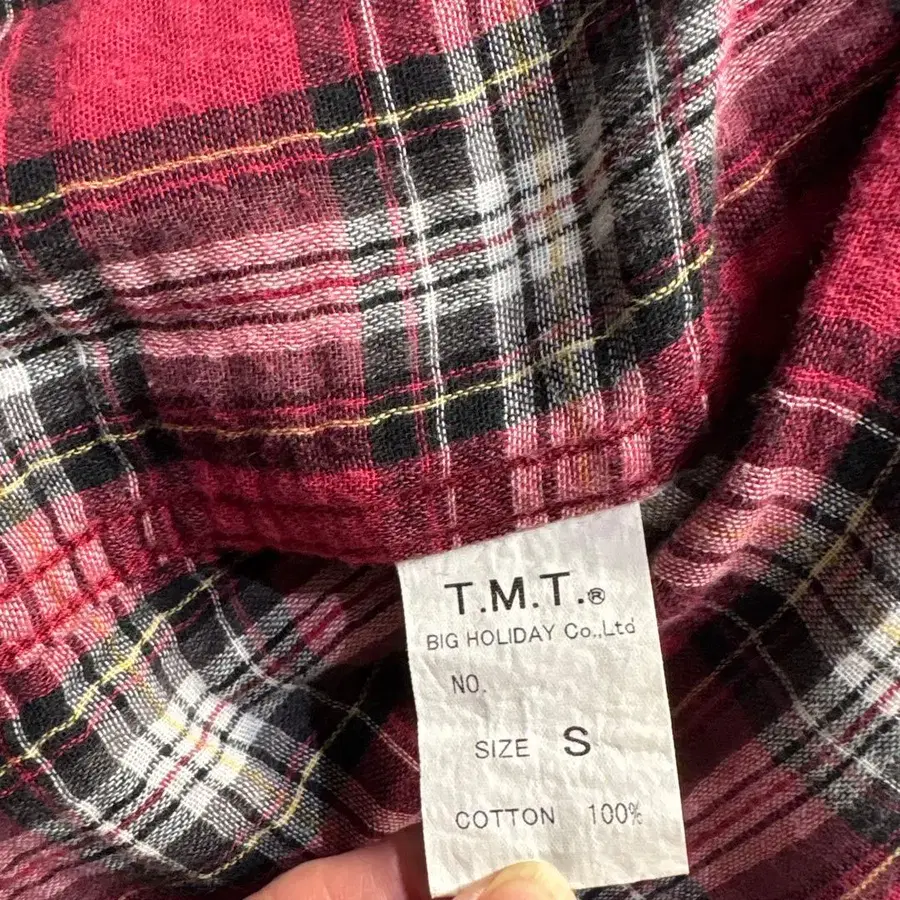 T.M.T.®
BIG HOLIDAY Co.,Ltd
NO.
SIZE S
COTTON 100%